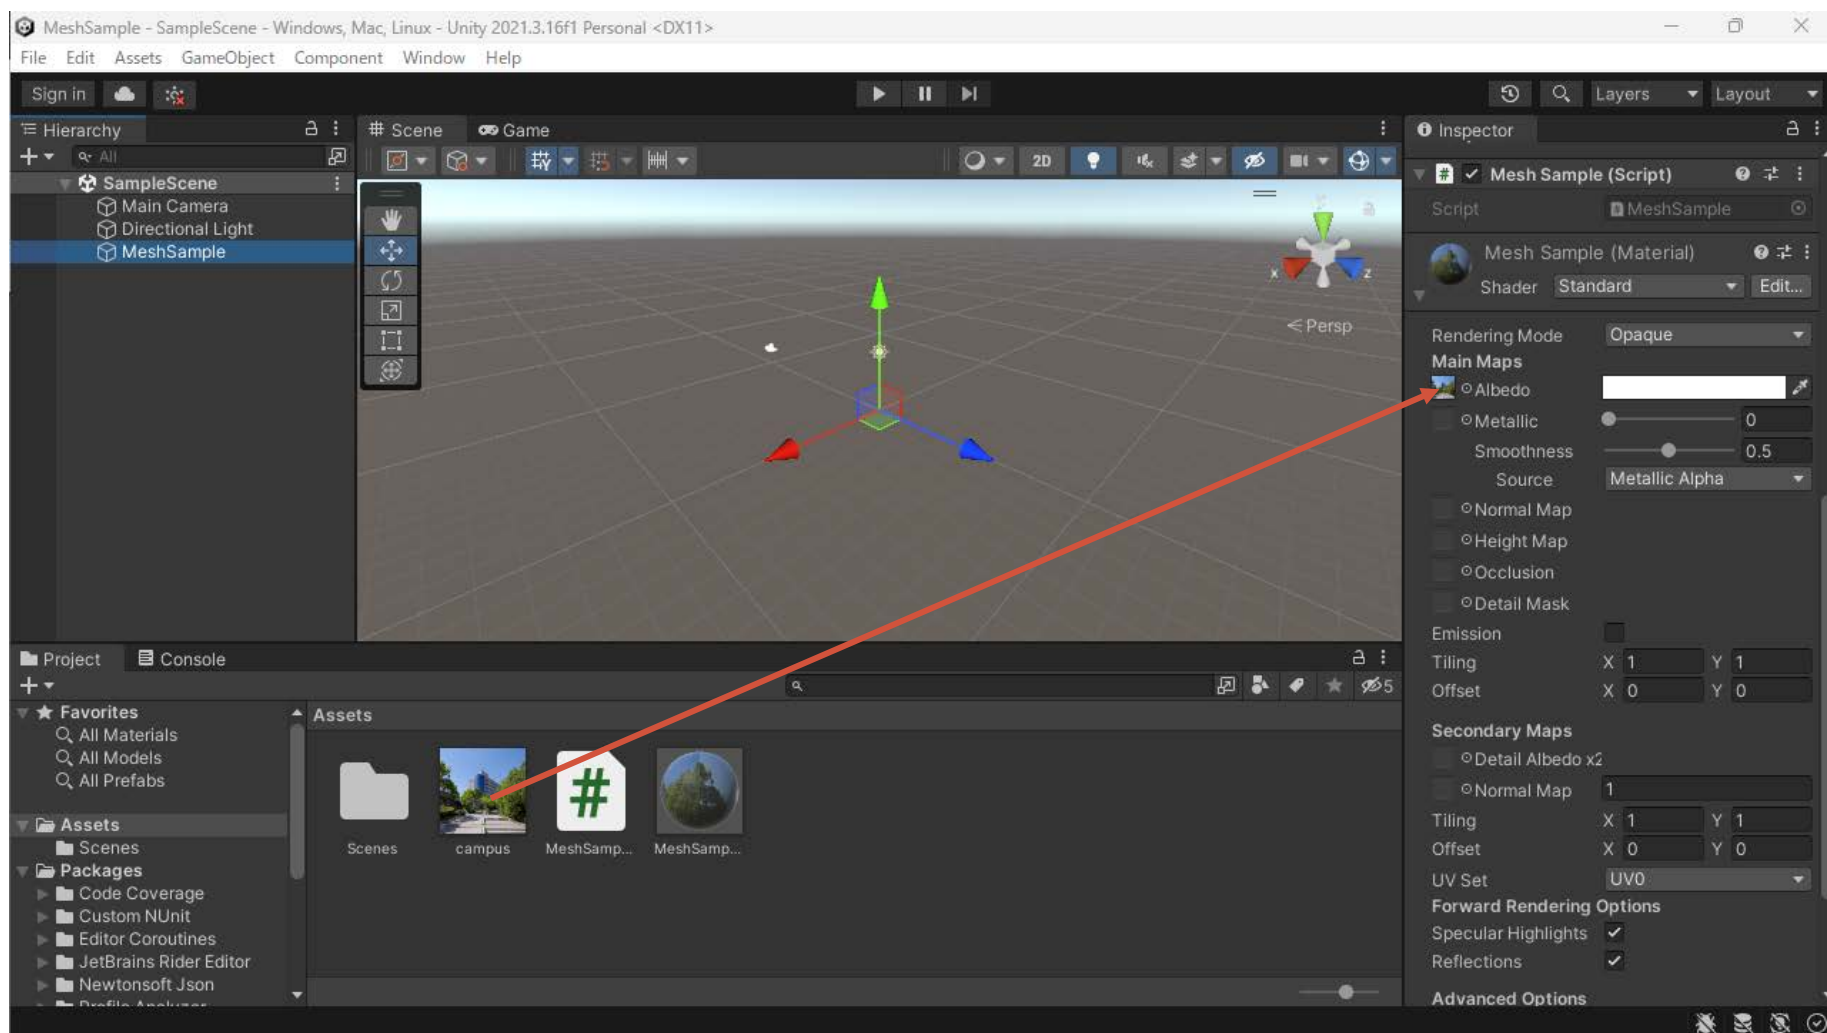 MeshSample - SampleScene - Windows, Mac, Linux - Unity 2021.3.16f1 Personal <DX11>
File Edit Assets GameObject Component Window Help
Sign in
Layers
Layout
Hierarchy
All
SampleScene
Main Camera
Directional Light
MeshSample
Scene
Game
2D
x
z
Persp
Inspector
Mesh Sample (Script)
Script
MeshSample
Mesh Sample (Material)
Shader Standard Edit...
Rendering Mode Opaque
Main Maps
Albedo
Metallic 0
Smoothness 0.5
Source Metallic Alpha
Normal Map
Height Map
Occlusion
Detail Mask
Emission
Tiling X 1 Y 1
Offset X 0 Y 0
Secondary Maps
Detail Albedo x2
Normal Map 1
Tiling X 1 Y 1
Offset X 0 Y 0
UV Set UV0
Forward Rendering Options
Specular Highlights
Reflections
Advanced Options
Project
Console
5
Favorites
All Materials
All Models
All Prefabs
Assets
Scenes
Packages
Code Coverage
Custom NUnit
Editor Coroutines
JetBrains Rider Editor
Newtonsoft Json
Assets
Scenes
campus
MeshSamp...
MeshSamp...